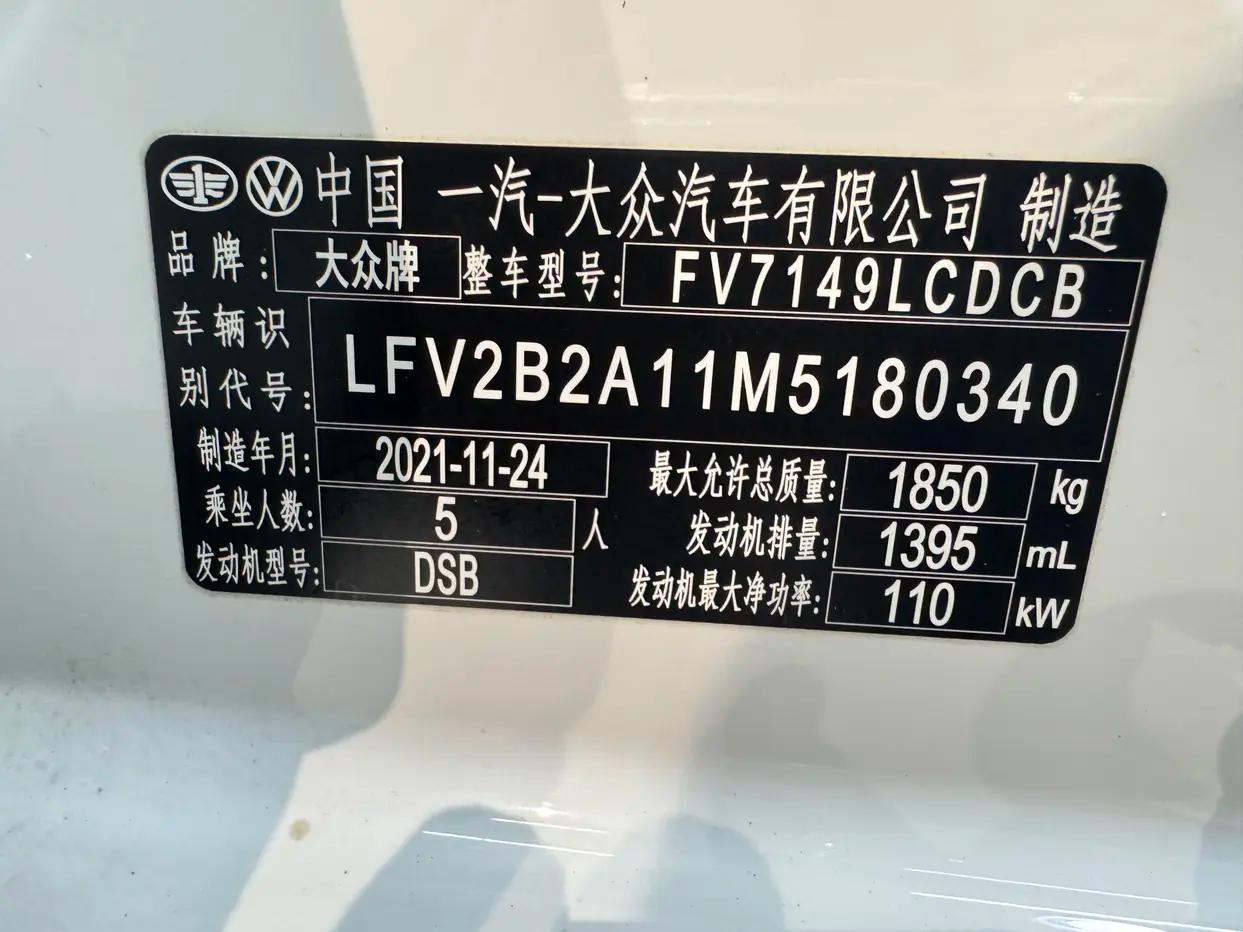 中国 一汽-大众汽车有限公司 制造
品牌: 大众牌 整车型号: FV7149LCDCB
车辆识别代号: LFV2B2A11M5180340
制造年月: 2021-11-24 最大允许总质量: 1850 kg
乘坐人数: 5 人 发动机排量: 1395 mL
发动机型号: DSB 发动机最大净功率: 110 kW